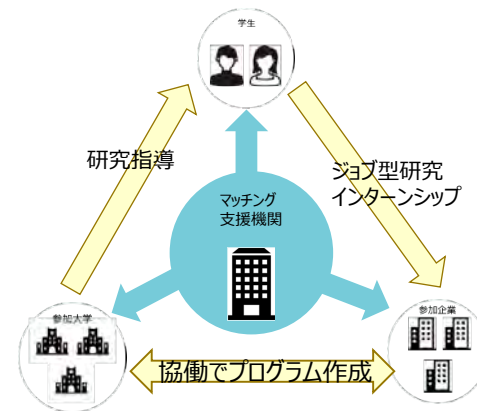 学生
研究指導
ジョブ型研究
インターンシップ
マッチング
支援機関
参加大学
参加企業
協働でプログラム作成